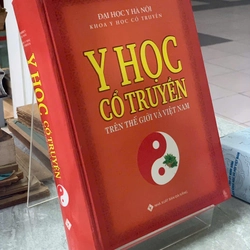 ĐẠI HỌC Y HÀ NỘI
KHOA Y HỌC CỔ TRUYỀN
Y HỌC
CỔ TRUYỀN
TRÊN THẾ GIỚI VÀ VIỆT NAM
Y HỌC
CỔ TRUYỀN